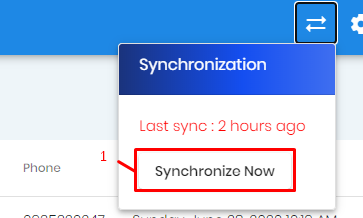 Synchronization
Last sync : 2 hours ago
1
Synchronize Now
Phone